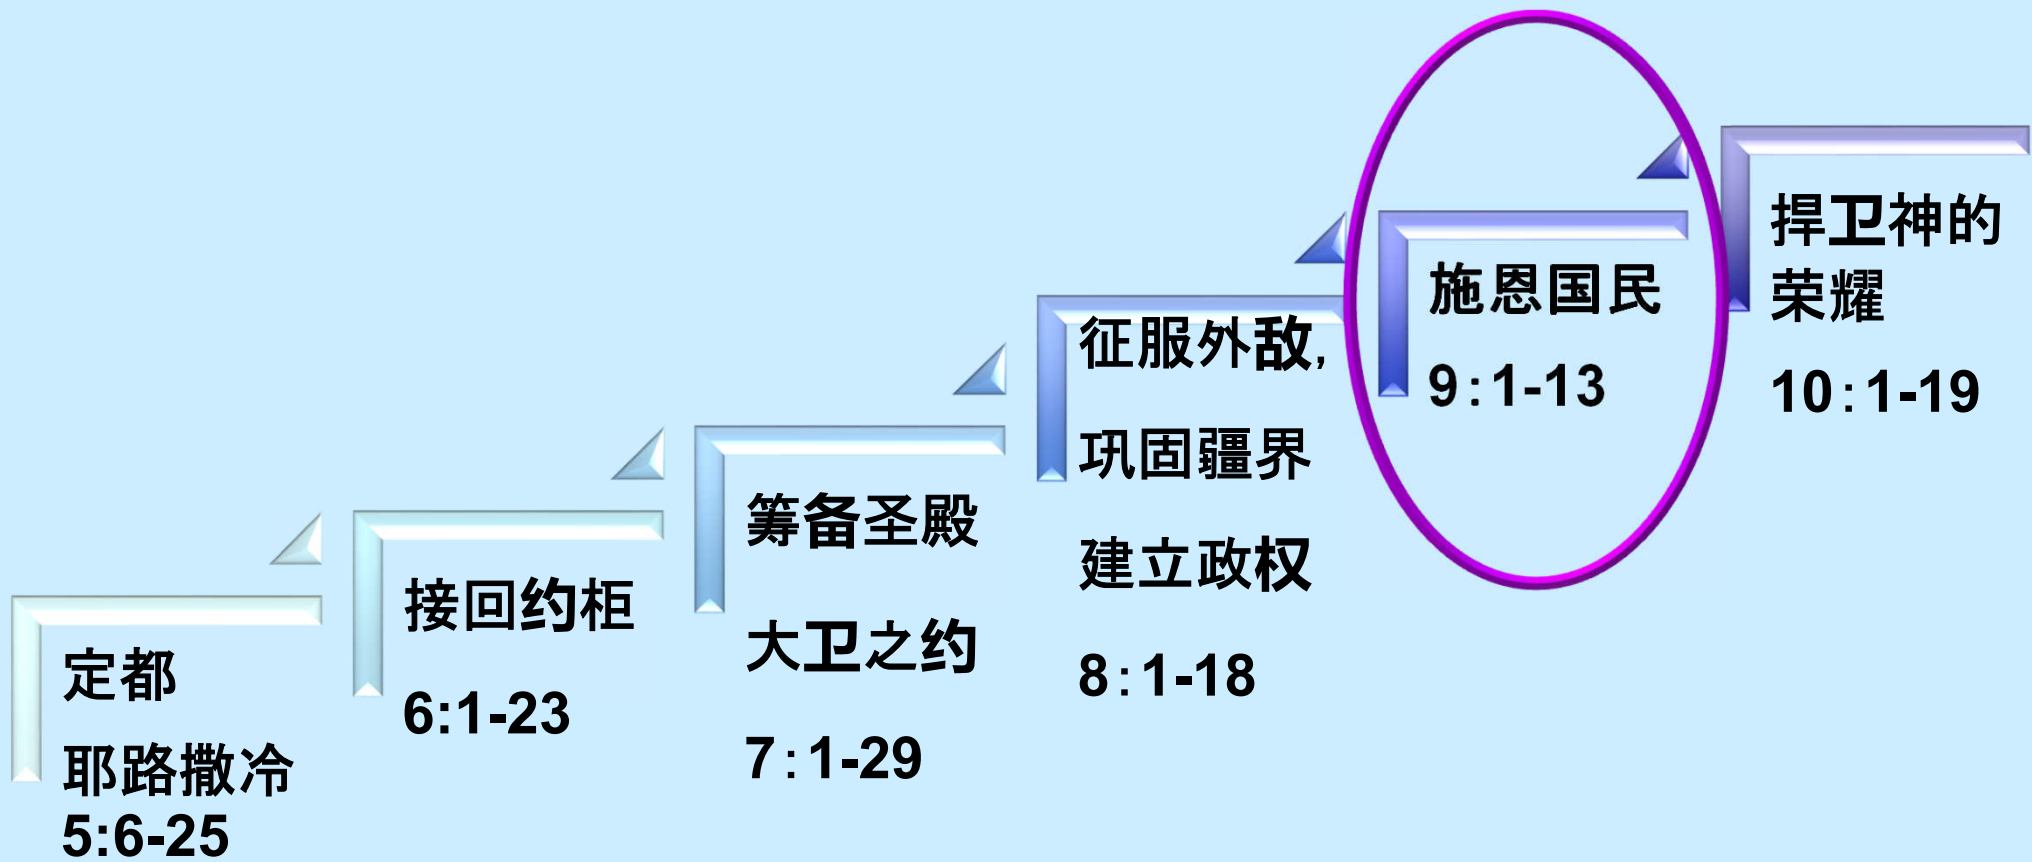 定都
耶路撒冷
5:6-25
接回约柜
6:1-23
筹备圣殿
大卫之约
7:1-29
征服外敌,
巩固疆界
建立政权
8:1-18
施恩国民
9:1-13
捍卫神的
荣耀
10:1-19